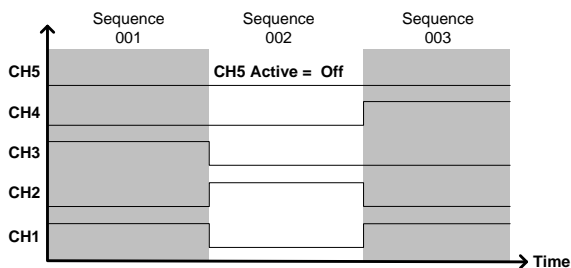 Sequence Sequence Sequence
001 002 003
CH5 CH5 Active = Off
CH4
CH3
CH2
CH1
Time